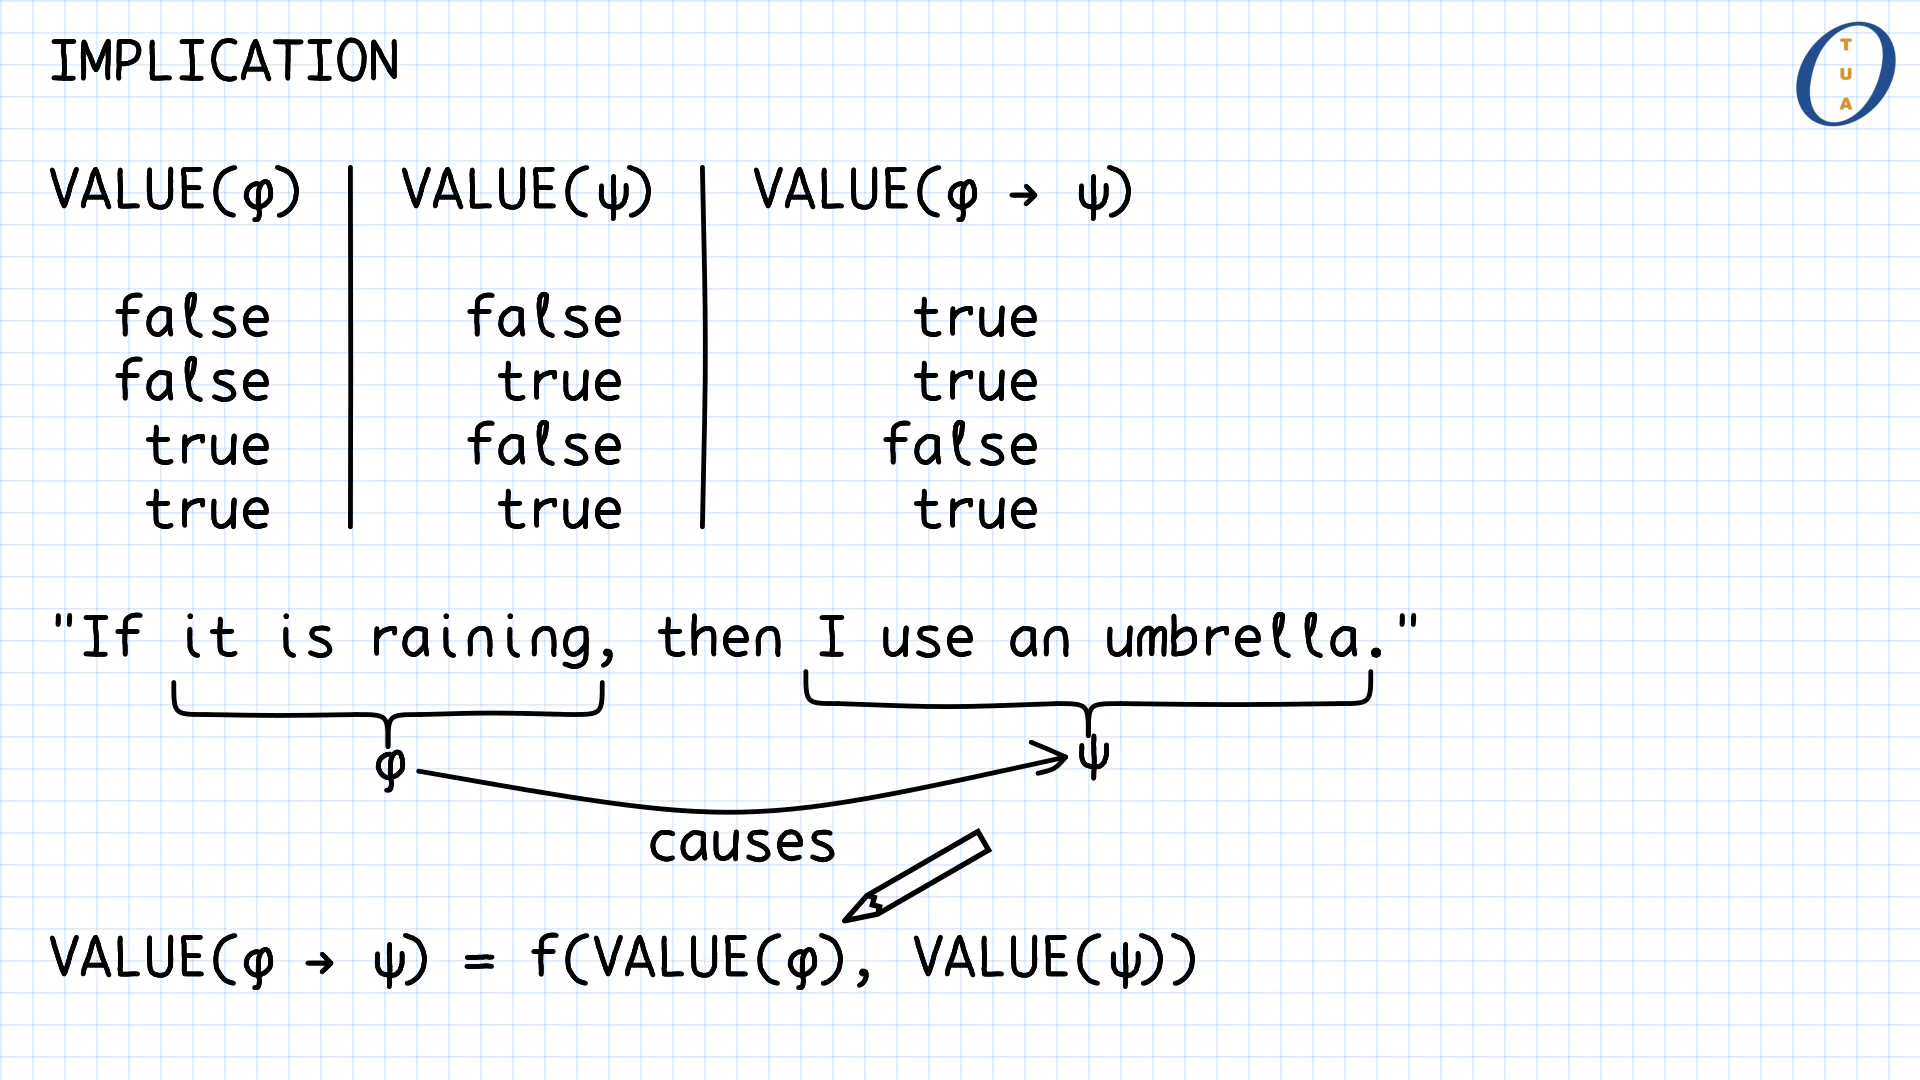 IMPLICATION
T
U
A
VALUE(φ) VALUE(ψ) VALUE(φ → ψ)
false false true
false true true
true false false
true true true
"If it is raining, then I use an umbrella."
φ ψ
causes
VALUE(φ → ψ) = f(VALUE(φ), VALUE(ψ))